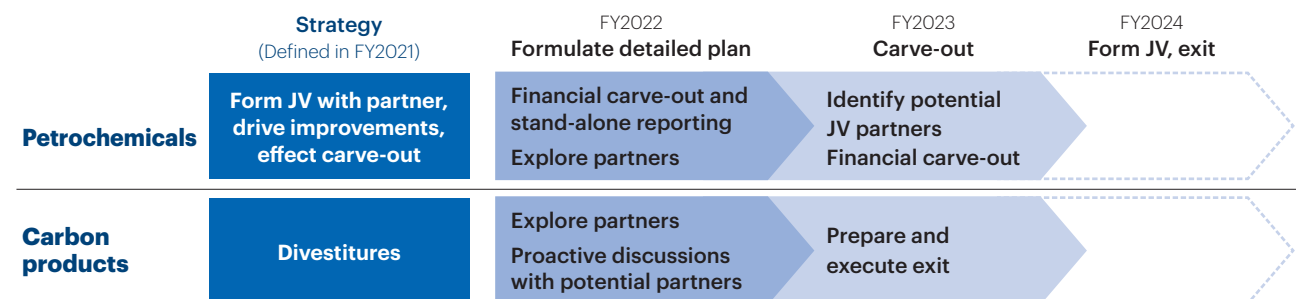 Strategy
(Defined in FY2021)
FY2022
Formulate detailed plan
FY2023
Carve-out
FY2024
Form JV, exit
Petrochemicals
Form JV with partner,
drive improvements,
effect carve-out
Financial carve-out and
stand-alone reporting
Explore partners
Identify potential
JV partners
Financial carve-out
Carbon
products
Divestitures
Explore partners
Proactive discussions
with potential partners
Prepare and
execute exit